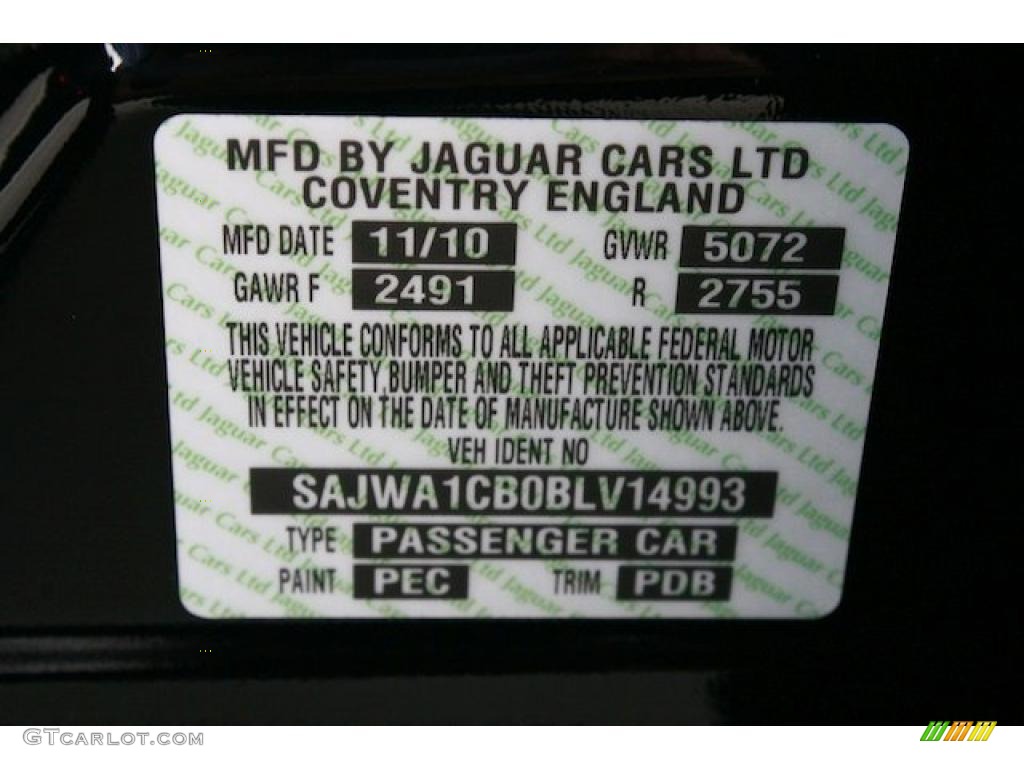 MFD BY JAGUAR CARS LTD
COVENTRY ENGLAND
MFD DATE 11/10 GVWR 5072
GAWR F 2491 R 2755
THIS VEHICLE CONFORMS TO ALL APPLICABLE FEDERAL MOTOR
VEHICLE SAFETY, BUMPER AND THEFT PREVENTION STANDARDS
IN EFFECT ON THE DATE OF MANUFACTURE SHOWN ABOVE.
VEH IDENT NO
SAJWA1CB0BLV14993
TYPE PASSENGER CAR
PAINT PEC TRIM PDB
GTCARLOT.COM